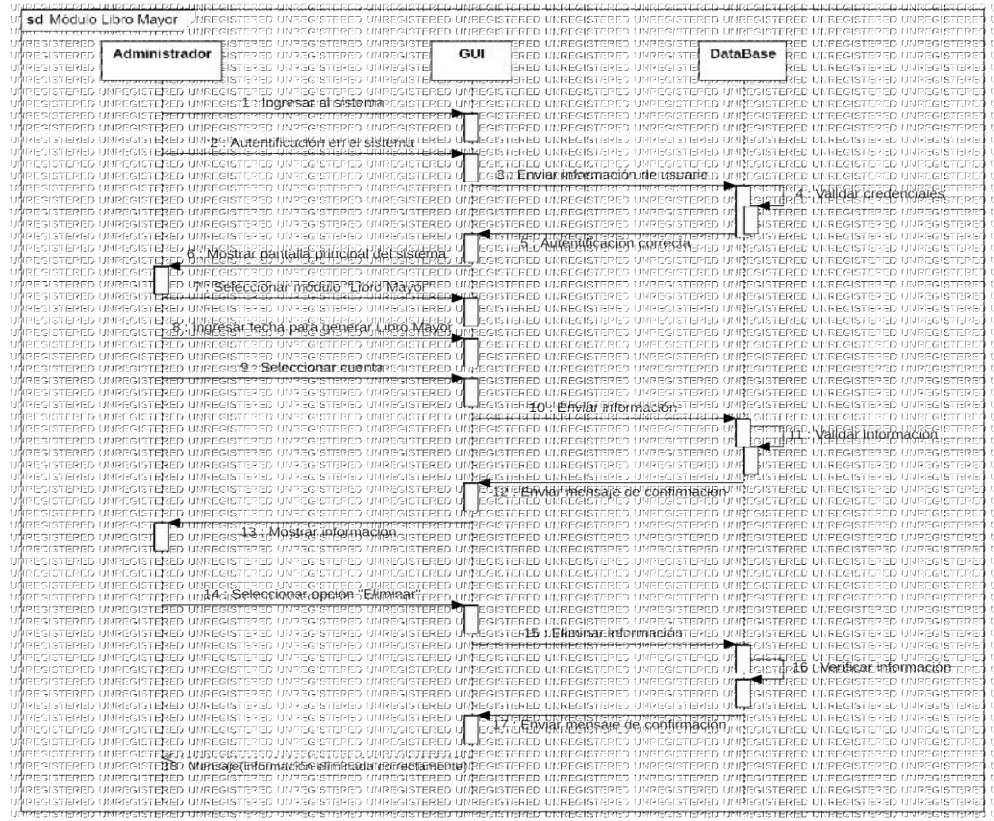 sd Módulo Libro Mayor
Administrador
GUI
DataBase
1 : Ingresar al sistema
2 : Autentificación en el sistema
3 : Enviar información de usuario
4 : Validar credenciales
5 : Autentificación correcta
6 : Mostrar pantalla principal del sistema
7 : Seleccionar módulo "Libro Mayor"
8 : Ingresar fecha para generar Libro Mayor
9 : Seleccionar cuenta
10 : Enviar información
11 : Validar información
12 : Enviar mensaje de confirmación
13 : Mostrar información
14 : Seleccionar opción "Eliminar"
15 : Eliminar información
16 : Verificar información
17 : Enviar mensaje de confirmación
18 : Mensaje(información eliminada correctamente)